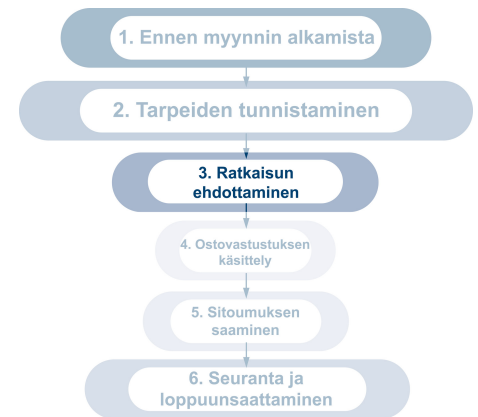 1. Ennen myynnin alkamista
2. Tarpeiden tunnistaminen
3. Ratkaisun
ehdottaminen
4. Ostovastustuksen
käsittely
5. Sitoumuksen
saaminen
6. Seuranta ja
loppuunsaattaminen